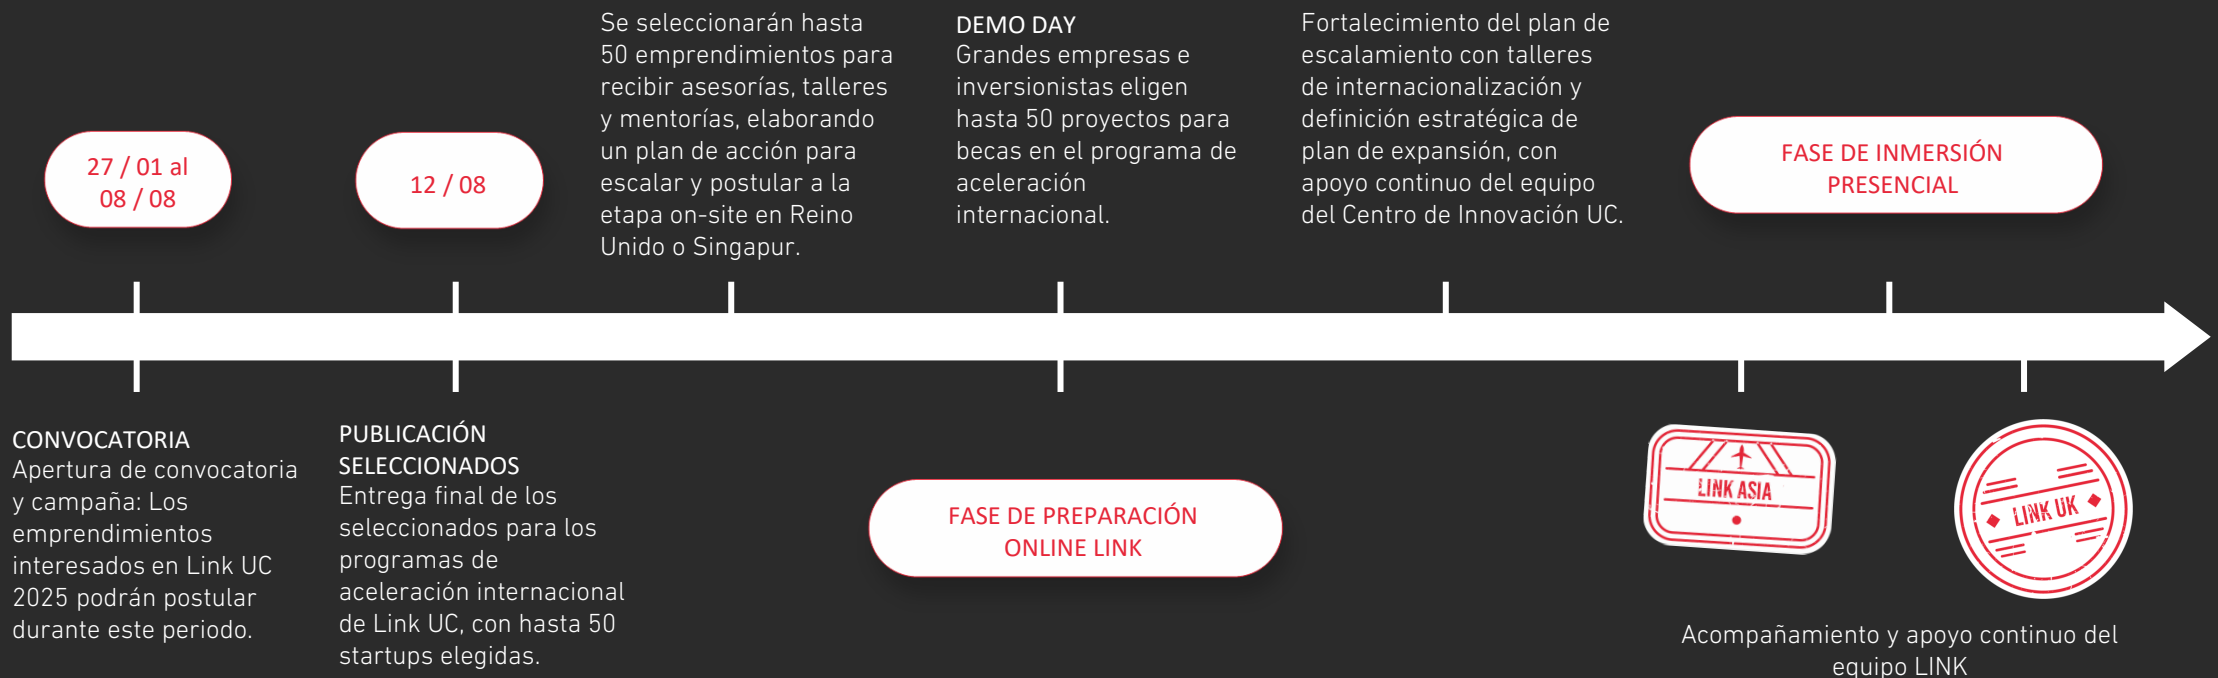 27 / 01 al
08 / 08
CONVOCATORIA
Apertura de convocatoria
y campaña: Los
emprendimientos
interesados en Link UC
2025 podrán postular
durante este periodo.
12 / 08
PUBLICACIÓN
SELECCIONADOS
Entrega final de los
seleccionados para los
programas de
aceleración internacional
de Link UC, con hasta 50
startups elegidas.
Se seleccionarán hasta
50 emprendimientos para
recibir asesorías, talleres
y mentorías, elaborando
un plan de acción para
escalar y postular a la
etapa on-site en Reino
Unido o Singapur.
DEMO DAY
Grandes empresas e
inversionistas eligen
hasta 50 proyectos para
becas en el programa de
aceleración
internacional.
FASE DE PREPARACIÓN
ONLINE LINK
Fortalecimiento del plan de
escalamiento con talleres
de internacionalización y
definición estratégica de
plan de expansión, con
apoyo continuo del equipo
del Centro de Innovación UC.
FASE DE INMERSIÓN
PRESENCIAL
LINK ASIA
LINK UK
Acompañamiento y apoyo continuo del
equipo LINK